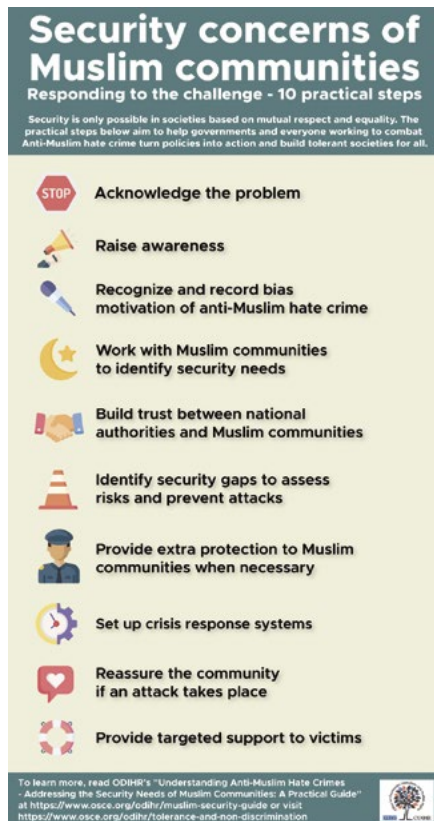 Security concerns of
Muslim communities
Responding to the challenge - 10 practical steps
Security is only possible in societies based on mutual respect and equality. The
practical steps below aim to help governments and everyone working to combat
Anti-Muslim hate crime turn policies into action and build tolerant societies for all.
STOP
Acknowledge the problem
Raise awareness
Recognize and record bias
motivation of anti-Muslim hate crime
Work with Muslim communities
to identify security needs
Build trust between national
authorities and Muslim communities
Identify security gaps to assess
risks and prevent attacks
Provide extra protection to Muslim
communities when necessary
Set up crisis response systems
Reassure the community
if an attack takes place
Provide targeted support to victims
To learn more, read ODIHR's "Understanding Anti-Muslim Hate Crimes
- Addressing the Security Needs of Muslim Communities: A Practical Guide"
at https://www.osce.org/odihr/muslim-security-guide or visit
https://www.osce.org/odihr/tolerance-and-non-discrimination